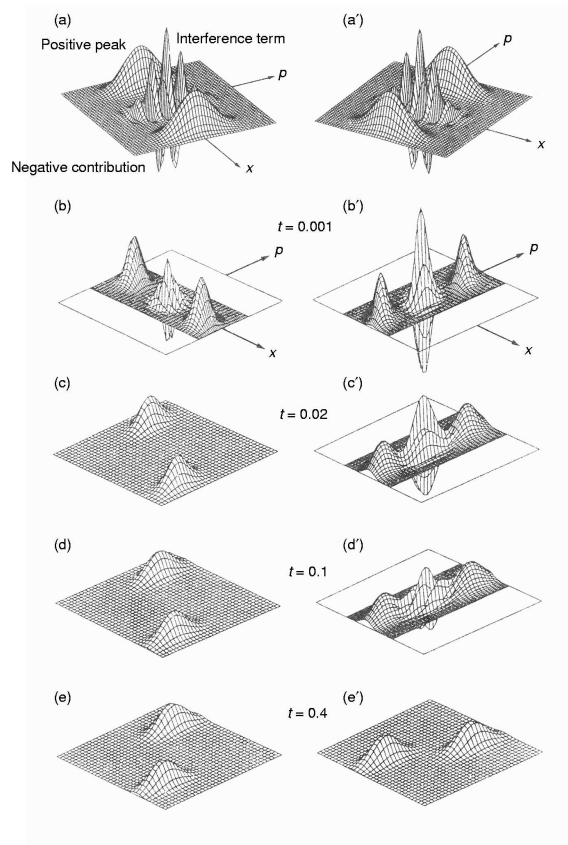 (a)
(a′)
Positive peak
Interference term
p
p
x
x
Negative contribution
(b)
(b′)
t = 0.001
p
p
x
x
(c)
(c′)
t = 0.02
(d)
(d′)
t = 0.1
(e)
(e′)
t = 0.4